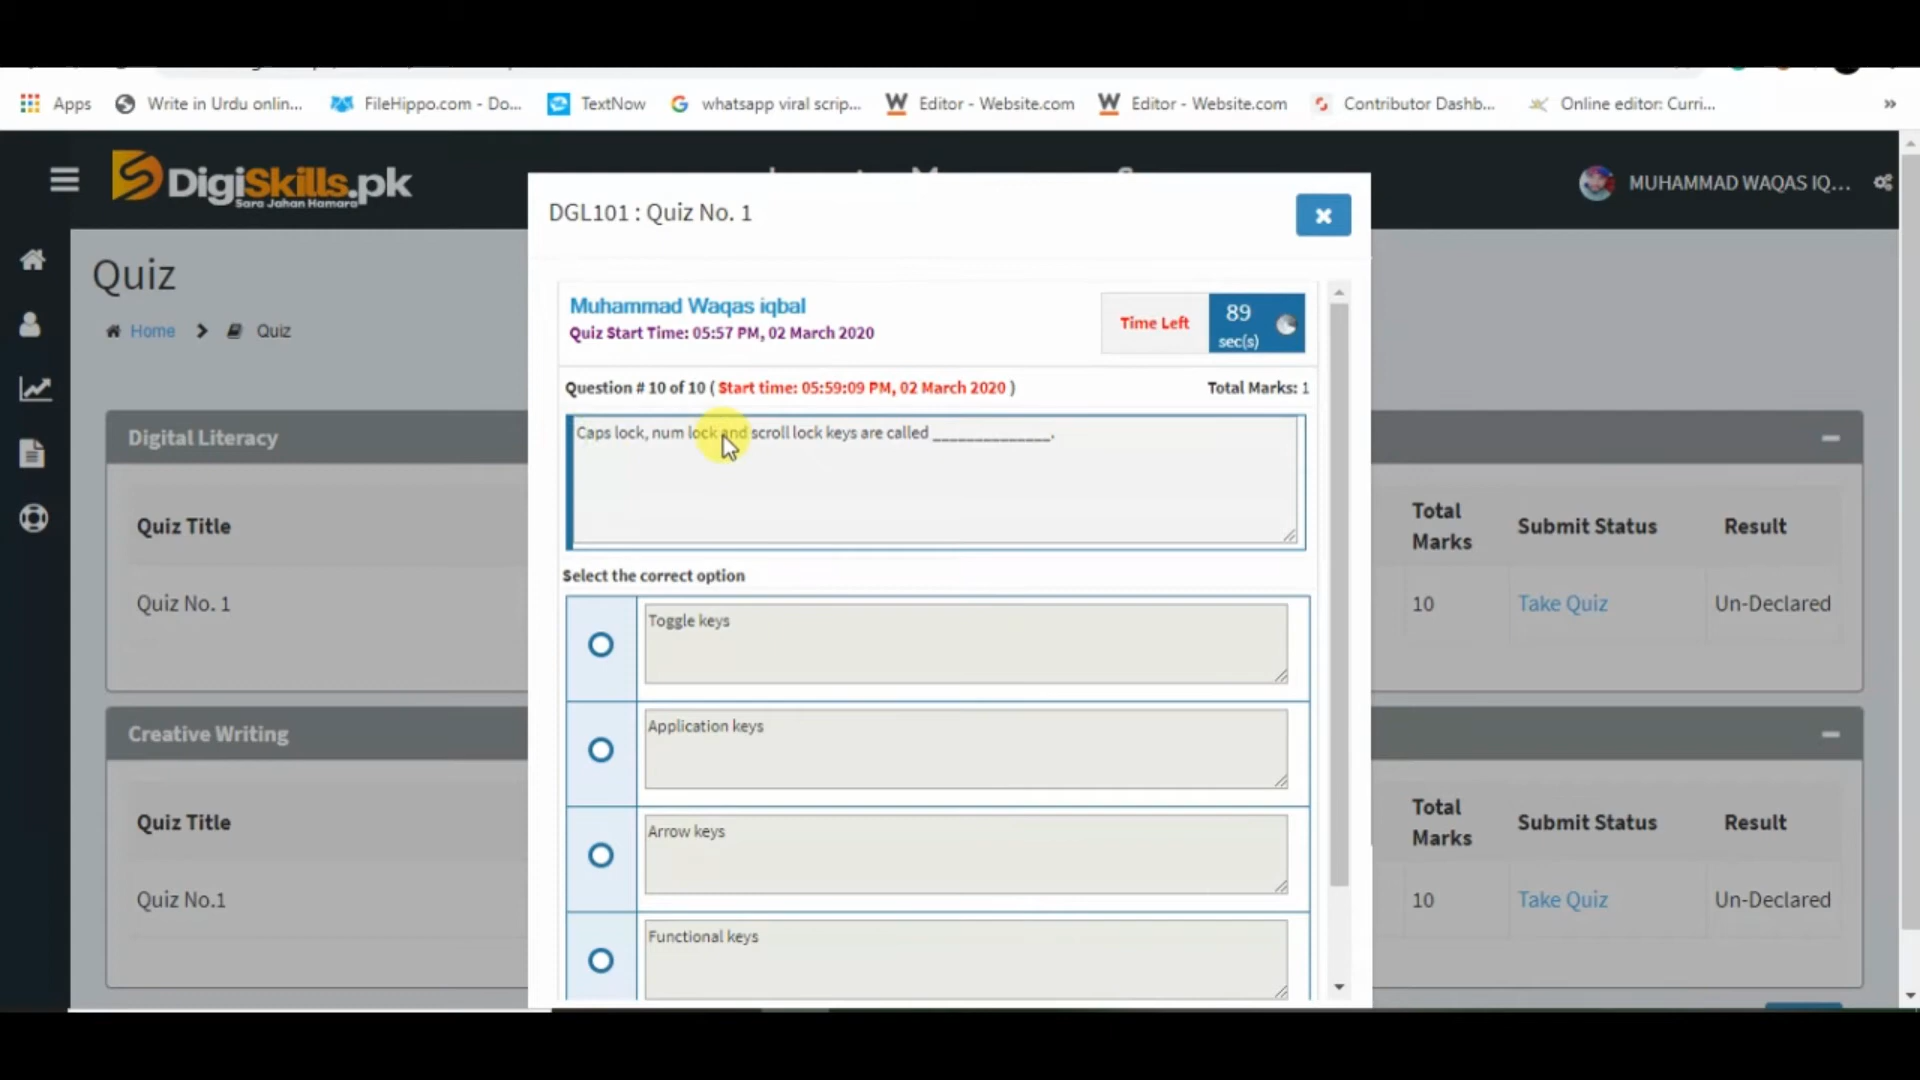 Apps
Write in Urdu onlin...
FileHippo.com - Do...
TextNow
whatsapp viral scrip...
Editor - Website.com
Editor - Website.com
Contributor Dashb...
Online editor: Curri...
»
DigiSkills.pk
Sara Jahan Hamara
MUHAMMAD WAQAS IQ...
DGL101 : Quiz No. 1
Quiz
Home
Quiz
Muhammad Waqas iqbal
Quiz Start Time: 05:57 PM, 02 March 2020
Time Left
89
sec(s)
Question # 10 of 10 ( Start time: 05:59:09 PM, 02 March 2020 )
Total Marks: 1
Caps lock, num lock and scroll lock keys are called _______________.
Select the correct option
Toggle keys
Application keys
Arrow keys
Functional keys
Digital Literacy
Quiz Title
Total
Marks
Submit Status
Result
Quiz No. 1
10
Take Quiz
Un-Declared
Creative Writing
Quiz Title
Total
Marks
Submit Status
Result
Quiz No.1
10
Take Quiz
Un-Declared